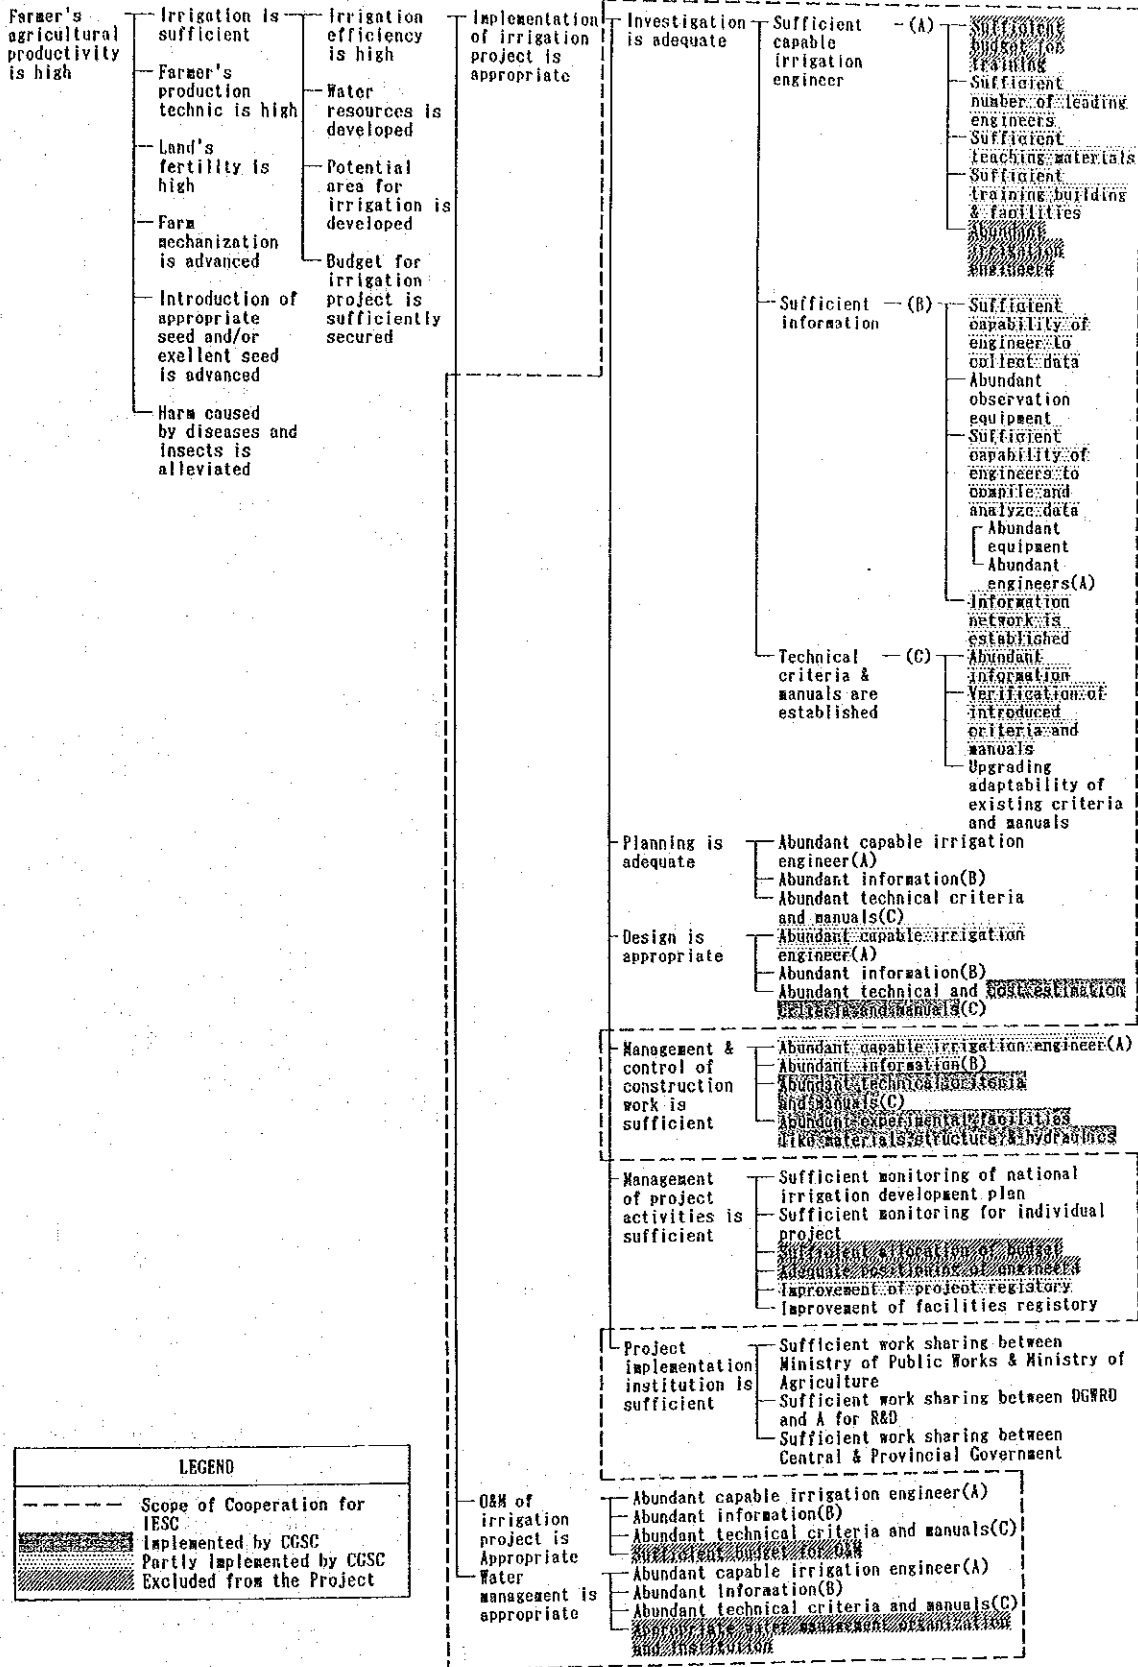 Farmer's
agricultural
productivity
is high
Irrigation is
sufficient
Farmer's
production
technic is high
Land's
fertility is
high
Farm
mechanization
is advanced
Introduction of
appropriate
seed and/or
exellent seed
is advanced
Harm caused
by diseases and
insects is
alleviated
Irrigation
efficiency
is high
Water
resources is
developed
Potential
area for
irrigation is
developed
Budget for
irrigation
project is
sufficiently
secured
Implementation
of irrigation
project is
appropriate
Investigation
is adequate
Sufficient
capable
irrigation
engineer
(A)
Sufficient
budget for
training
Sufficient
number of leading
engineers
Sufficient
teaching materials
Sufficient
training building
& facilities
Abundant
irrigation
engineers
Sufficient
information
(B)
Sufficient
capability of
engineer to
collect data
Abundant
observation
equipment
Sufficient
capability of
engineers to
compile and
analyze data
Abundant
equipment
Abundant
engineers(A)
Information
network is
established
Technical
criteria &
manuals are
established
(C)
Abundant
information
Verification of
introduced
criteria and
manuals
Upgrading
adaptability of
existing criteria
and manuals
Planning is
adequate
Abundant capable irrigation
engineer(A)
Abundant information(B)
Abundant technical criteria
and manuals(C)
Design is
appropriate
Abundant capable irrigation
engineer(A)
Abundant information(B)
Abundant technical and cost estimation
criteria and manuals(C)
Management &
control of
construction
work is
sufficient
Abundant capable irrigation engineer(A)
Abundant information(B)
Abundant technical criteria
and manuals(C)
Abundant experimental facilities
like materials, structure & hydraulics
Management
of project
activities is
sufficient
Sufficient monitoring of national
irrigation development plan
Sufficient monitoring for individual
project
Sufficient allocation of budget
Adequate positioning of engineers
Improvement of project registory
Improvement of facilities registory
Project
implementation
institution is
sufficient
Sufficient work sharing between
Ministry of Public Works & Ministry of
Agriculture
Sufficient work sharing between DGWRD
and A for R&D
Sufficient work sharing between
Central & Provincial Government
O&M of
irrigation
project is
Appropriate
Abundant capable irrigation engineer(A)
Abundant information(B)
Abundant technical criteria and manuals(C)
Sufficient budget for O&M
Water
management is
appropriate
Abundant capable irrigation engineer(A)
Abundant Information(B)
Abundant technical criteria and manuals(C)
Appropriate water management organization
and institution
LEGEND
Scope of Cooperation for
IESC
Implemented by CGSC
Partly Implemented by CGSC
Excluded from the Project